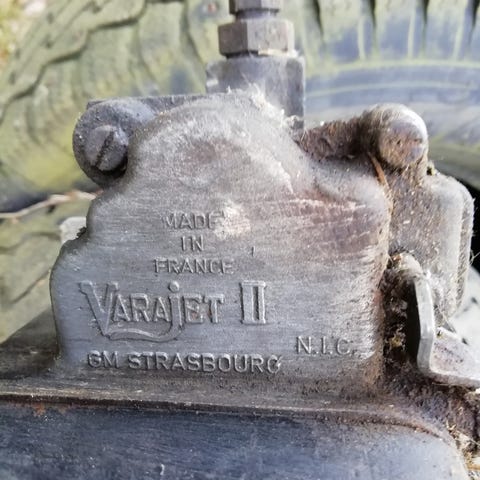 MADE
IN
FRANCE
VARAJET II
N.I.C.
GM STRASBOURG